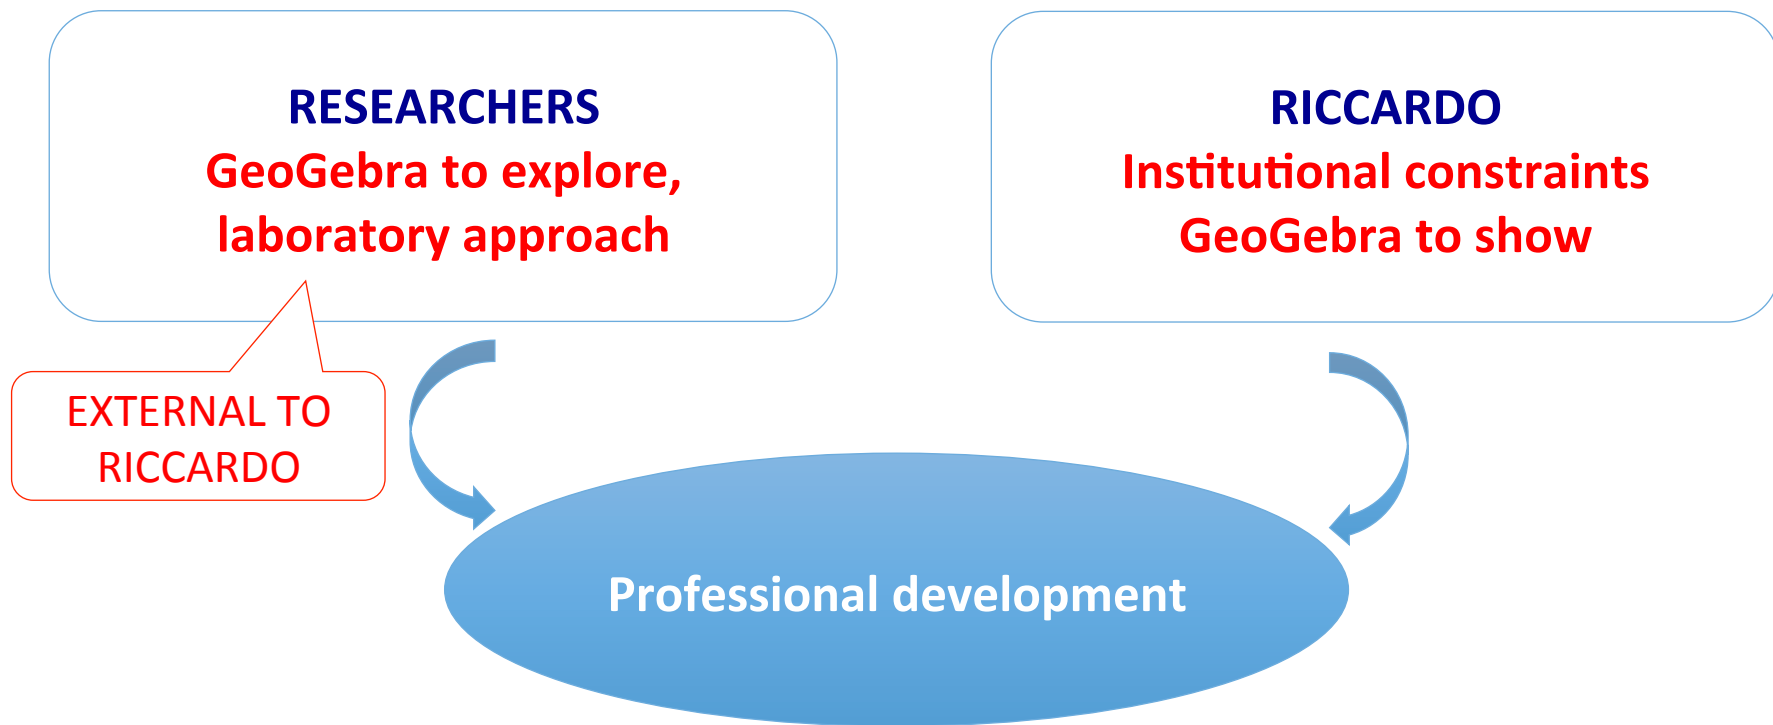 RESEARCHERS
GeoGebra to explore,
laboratory approach
RICCARDO
Institutional constraints
GeoGebra to show
EXTERNAL TO
RICCARDO
Professional development